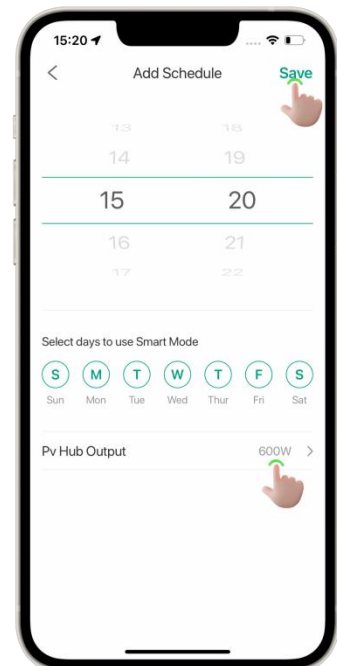 15:20
Add Schedule Save
13 18
14 19
15 20
16 21
17 22
Select days to use Smart Mode
S M T W T F S
Sun Mon Tue Wed Thur Fri Sat
Pv Hub Output 600W